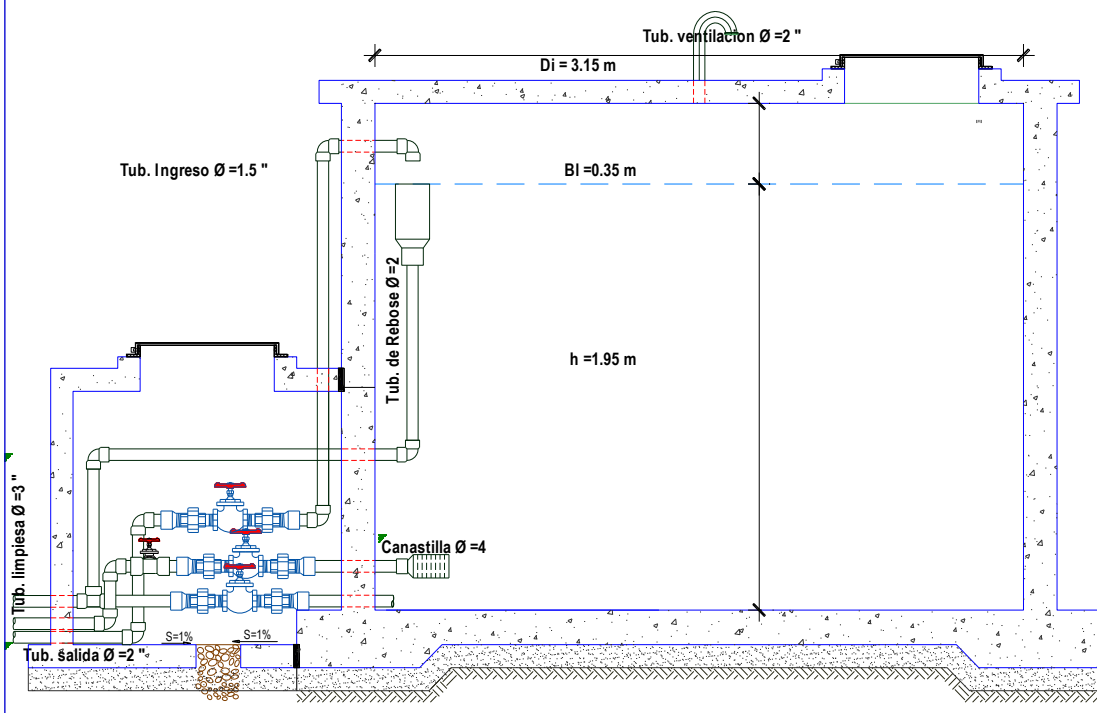 Tub. ventilacion Ø =2 "
Di = 3.15 m
Tub. Ingreso Ø =1.5 "
Bl =0.35 m
Tub. de Rebose Ø =2
h =1.95 m
Tub. limpiesa Ø =3 "
Canastilla Ø =4
S=1%
S=1%
Tub. salida Ø =2 "